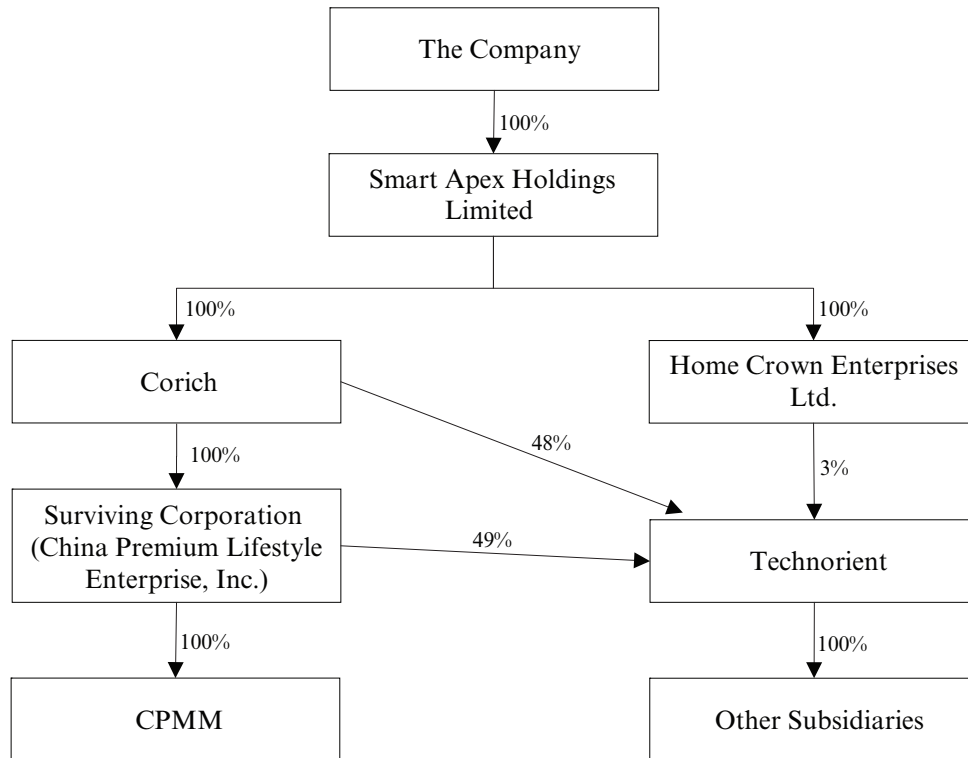 The Company
100%
Smart Apex Holdings
Limited
100%
100%
Corich
Home Crown Enterprises
Ltd.
48%
100%
3%
Surviving Corporation
(China Premium Lifestyle
Enterprise, Inc.)
49%
Technorient
100%
100%
CPMM
Other Subsidiaries